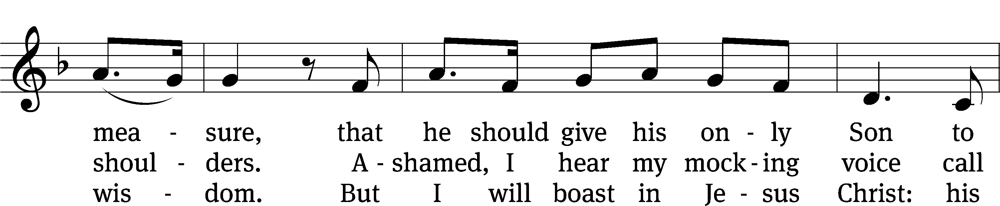 mea - sure, that he should give his on - ly Son to
shoul - ders. A - shamed, I hear my mock - ing voice call
wis - dom. But I will boast in Je - sus Christ: his